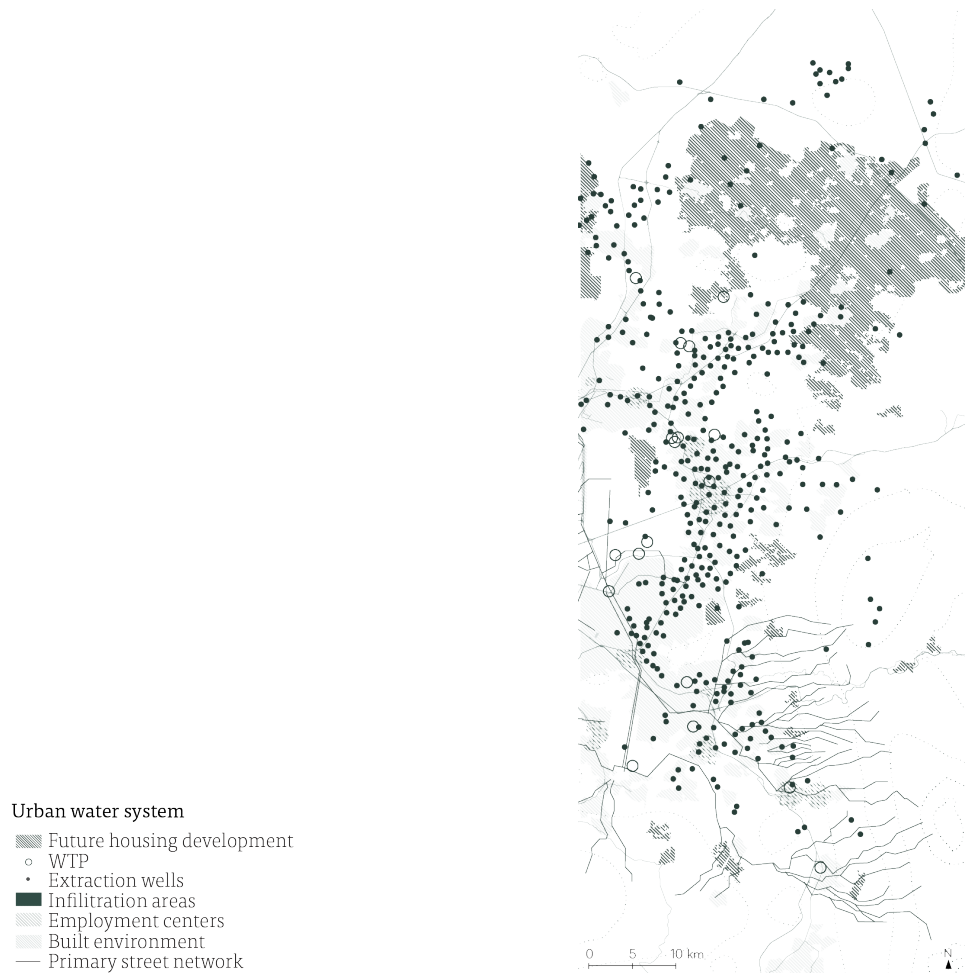 Urban water system
Future housing development
WTP
Extraction wells
Infilitration areas
Employment centers
Built environment
Primary street network
0 5 10 km
N